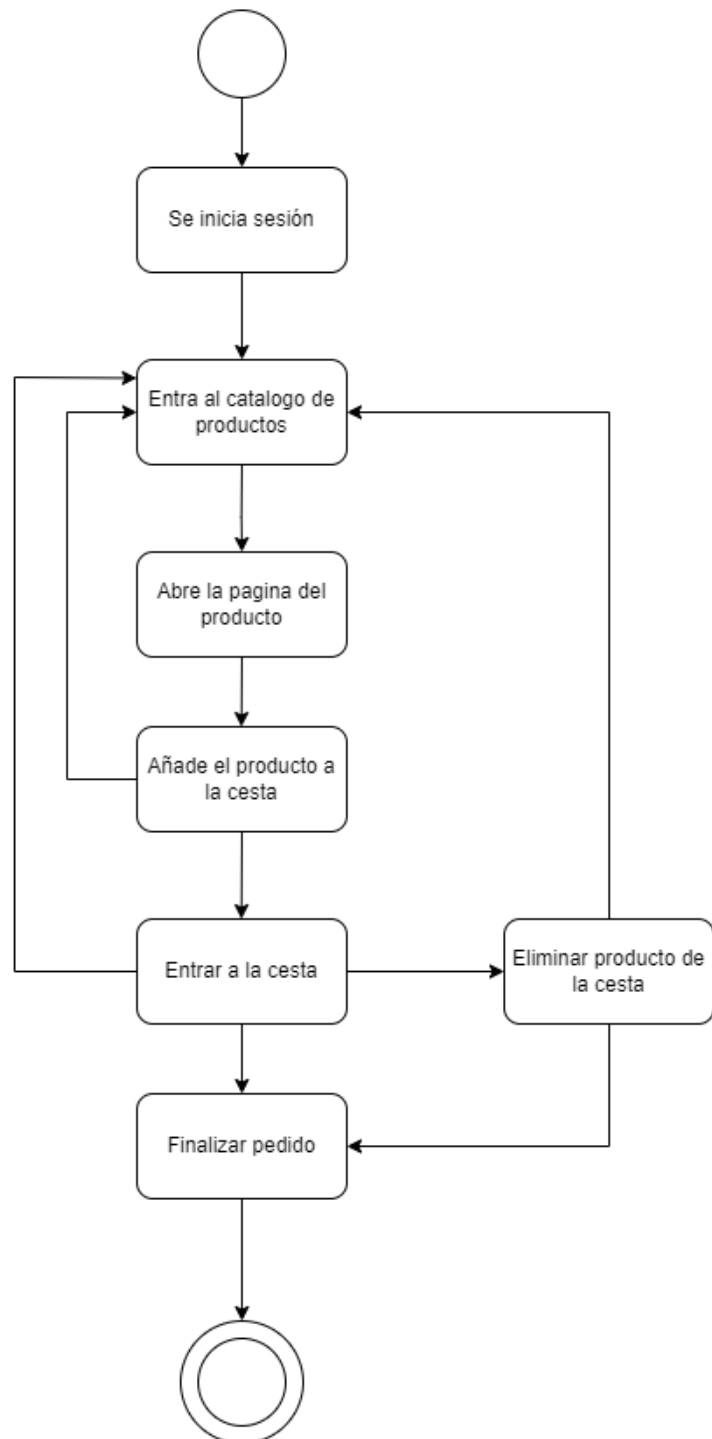 Se inicia sesión
Entra al catalogo de
productos
Abre la pagina del
producto
Añade el producto a
la cesta
Entrar a la cesta
Eliminar producto de
la cesta
Finalizar pedido